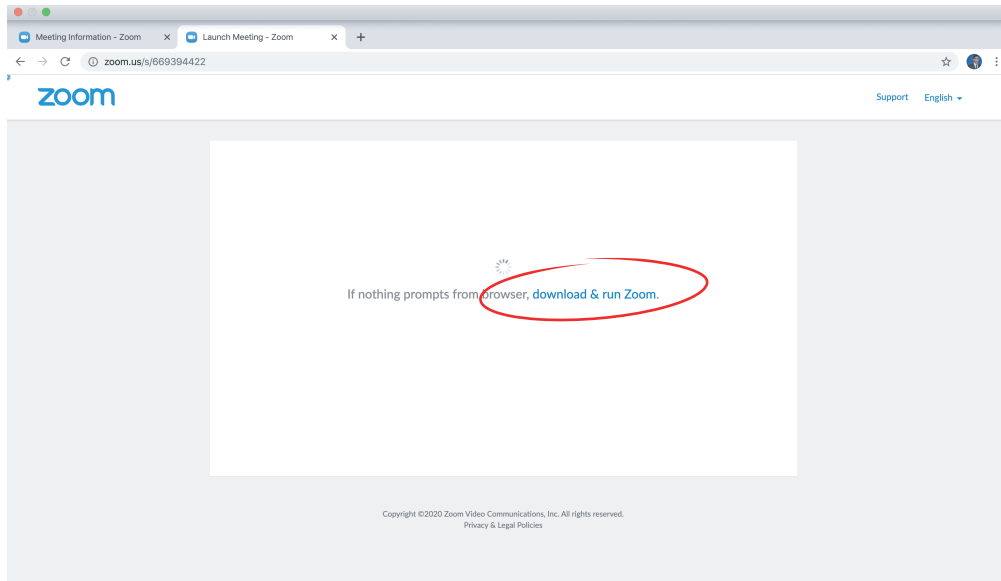 Meeting Information - Zoom
Launch Meeting - Zoom
zoom.us/s/669394422
zoom
Support
English
If nothing prompts from browser, download & run Zoom.
Copyright ©2020 Zoom Video Communications, Inc. All rights reserved.
Privacy & Legal Policies